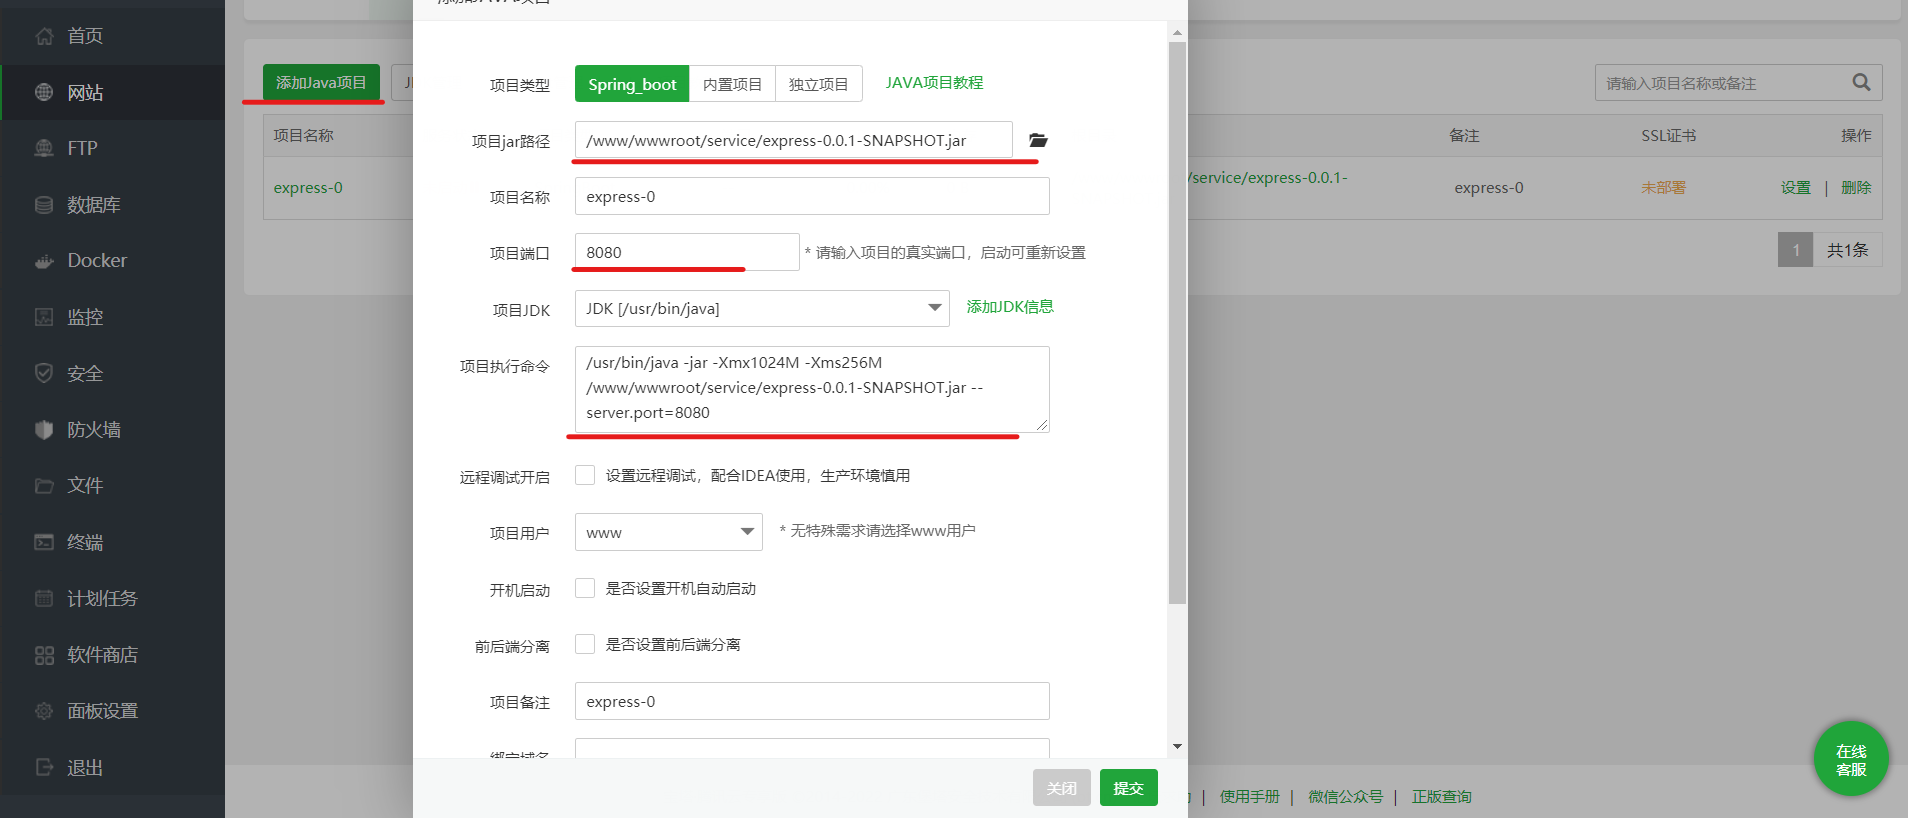 首页
网站
FTP
数据库
Docker
监控
安全
防火墙
文件
终端
计划任务
软件商店
面板设置
退出
添加Java项目
项目名称
express-0
项目类型
Spring_boot
内置项目
独立项目
JAVA项目教程
项目jar路径
/www/wwwroot/service/express-0.0.1-SNAPSHOT.jar
项目名称
express-0
项目端口
8080
* 请输入项目的真实端口，启动可重新设置
项目JDK
JDK [/usr/bin/java]
添加JDK信息
项目执行命令
/usr/bin/java -jar -Xmx1024M -Xms256M
/www/wwwroot/service/express-0.0.1-SNAPSHOT.jar --
server.port=8080
远程调试开启
设置远程调试，配合IDEA使用，生产环境慎用
项目用户
www
* 无特殊需求请选择www用户
开机启动
是否设置开机自动启动
前后端分离
是否设置前后端分离
项目备注
express-0
关闭
提交
请输入项目名称或备注
备注
SSL证书
操作
/service/express-0.0.1-
express-0
未部署
设置 | 删除
1
共1条
在线
客服
| 使用手册 | 微信公众号 | 正版查询